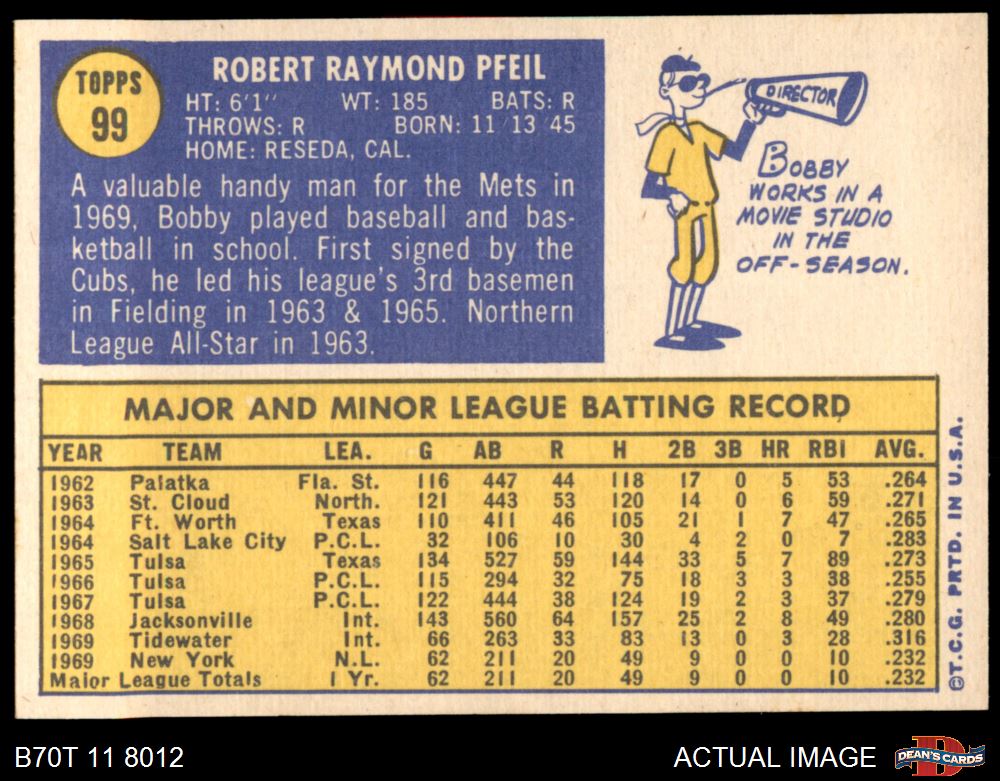 TOPPS
99
ROBERT RAYMOND PFEIL
HT: 6'1" WT: 185 BATS: R
THROWS: R BORN: 11 13 45
HOME: RESEDA, CAL.
A valuable handy man for the Mets in
1969, Bobby played baseball and bas-
ketball in school. First signed by the
Cubs, he led his league's 3rd basemen
in Fielding in 1963 & 1965. Northern
League All-Star in 1963.
DIRECTOR
BOBBY
WORKS IN A
MOVIE STUDIO
IN THE
OFF-SEASON.
MAJOR AND MINOR LEAGUE BATTING RECORD
YEAR TEAM LEA. G AB R H 2B 3B HR RBI AVG.
1962 Palatka Fla. St. 116 447 44 118 17 0 5 53 .264
1963 St. Cloud North. 121 443 53 120 14 0 6 59 .271
1964 Ft. Worth Texas 110 411 46 105 21 1 7 47 .265
1964 Salt Lake City P.C.L. 32 106 10 30 4 2 0 7 .283
1965 Tulsa Texas 134 527 59 144 33 5 7 89 .273
1966 Tulsa P.C.L. 115 294 32 75 18 3 3 38 .255
1967 Tulsa P.C.L. 122 444 38 124 19 2 3 37 .279
1968 Jacksonville Int. 143 560 64 157 25 2 8 49 .280
1969 Tidewater Int. 66 263 33 83 13 0 3 28 .316
1969 New York N.L. 62 211 20 49 9 0 0 10 .232
Major League Totals 1 Yr. 62 211 20 49 9 0 0 10 .232
©T.C.G. PRTD. IN U.S.A.
B70T 11 8012 ACTUAL IMAGE
DEAN'S CARDS